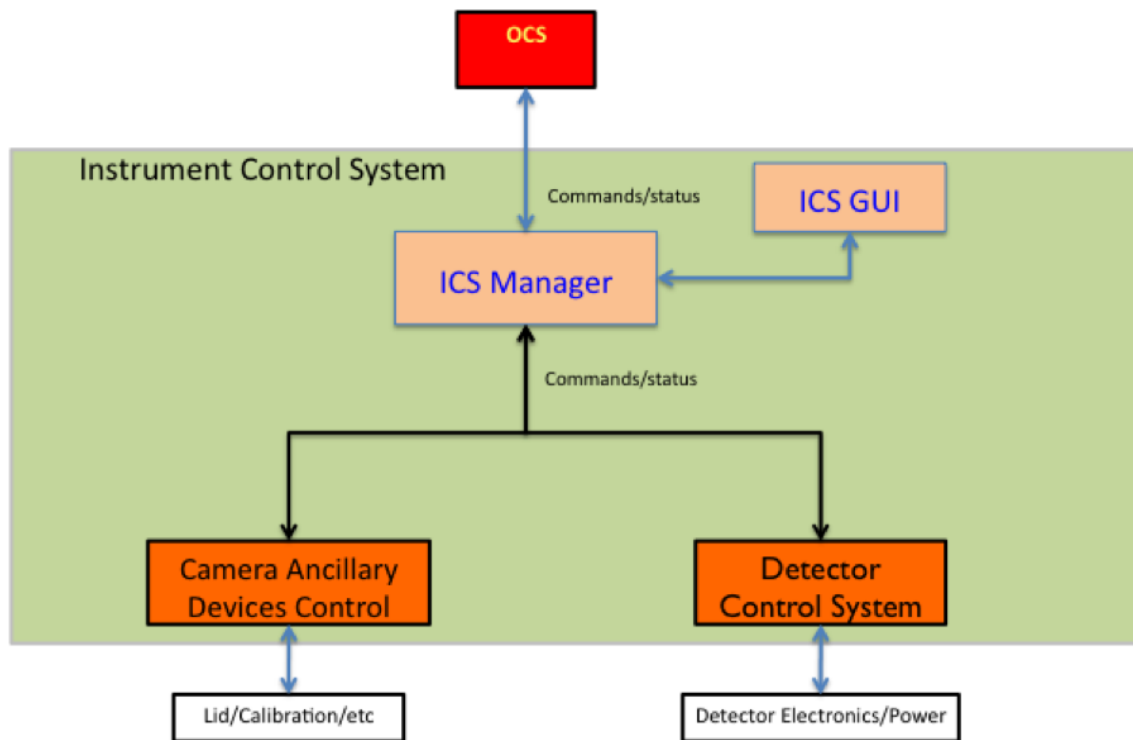 OCS
Instrument Control System
Commands/status
ICS GUI
ICS Manager
Commands/status
Camera Ancillary
Devices Control
Detector
Control System
Lid/Calibration/etc
Detector Electronics/Power